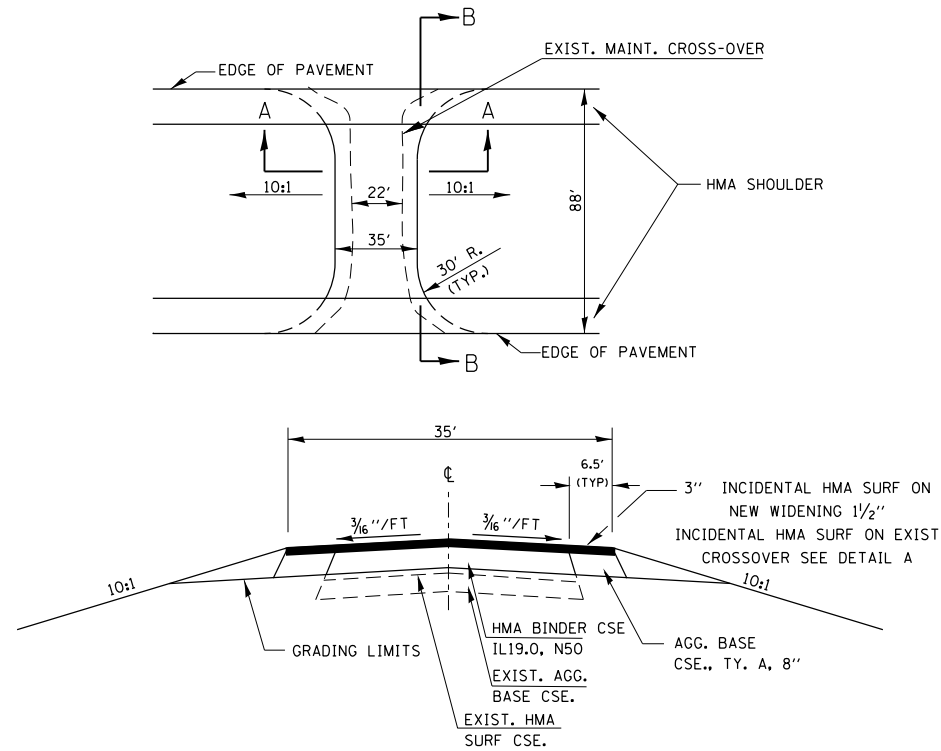 B
EXIST. MAINT. CROSS-OVER
EDGE OF PAVEMENT
A
A
10:1
22'
10:1
88'
HMA SHOULDER
35'
30' R.
(TYP.)
EDGE OF PAVEMENT
B
35'
6.5'
(TYP)
℄
3" INCIDENTAL HMA SURF ON
NEW WIDENING 1½"
INCIDENTAL HMA SURF ON EXIST
CROSSOVER SEE DETAIL A
3⁄16"/FT
3⁄16"/FT
10:1
10:1
GRADING LIMITS
HMA BINDER CSE
IL19.0, N50
AGG. BASE
CSE., TY. A, 8"
EXIST. AGG.
BASE CSE.
EXIST. HMA
SURF CSE.